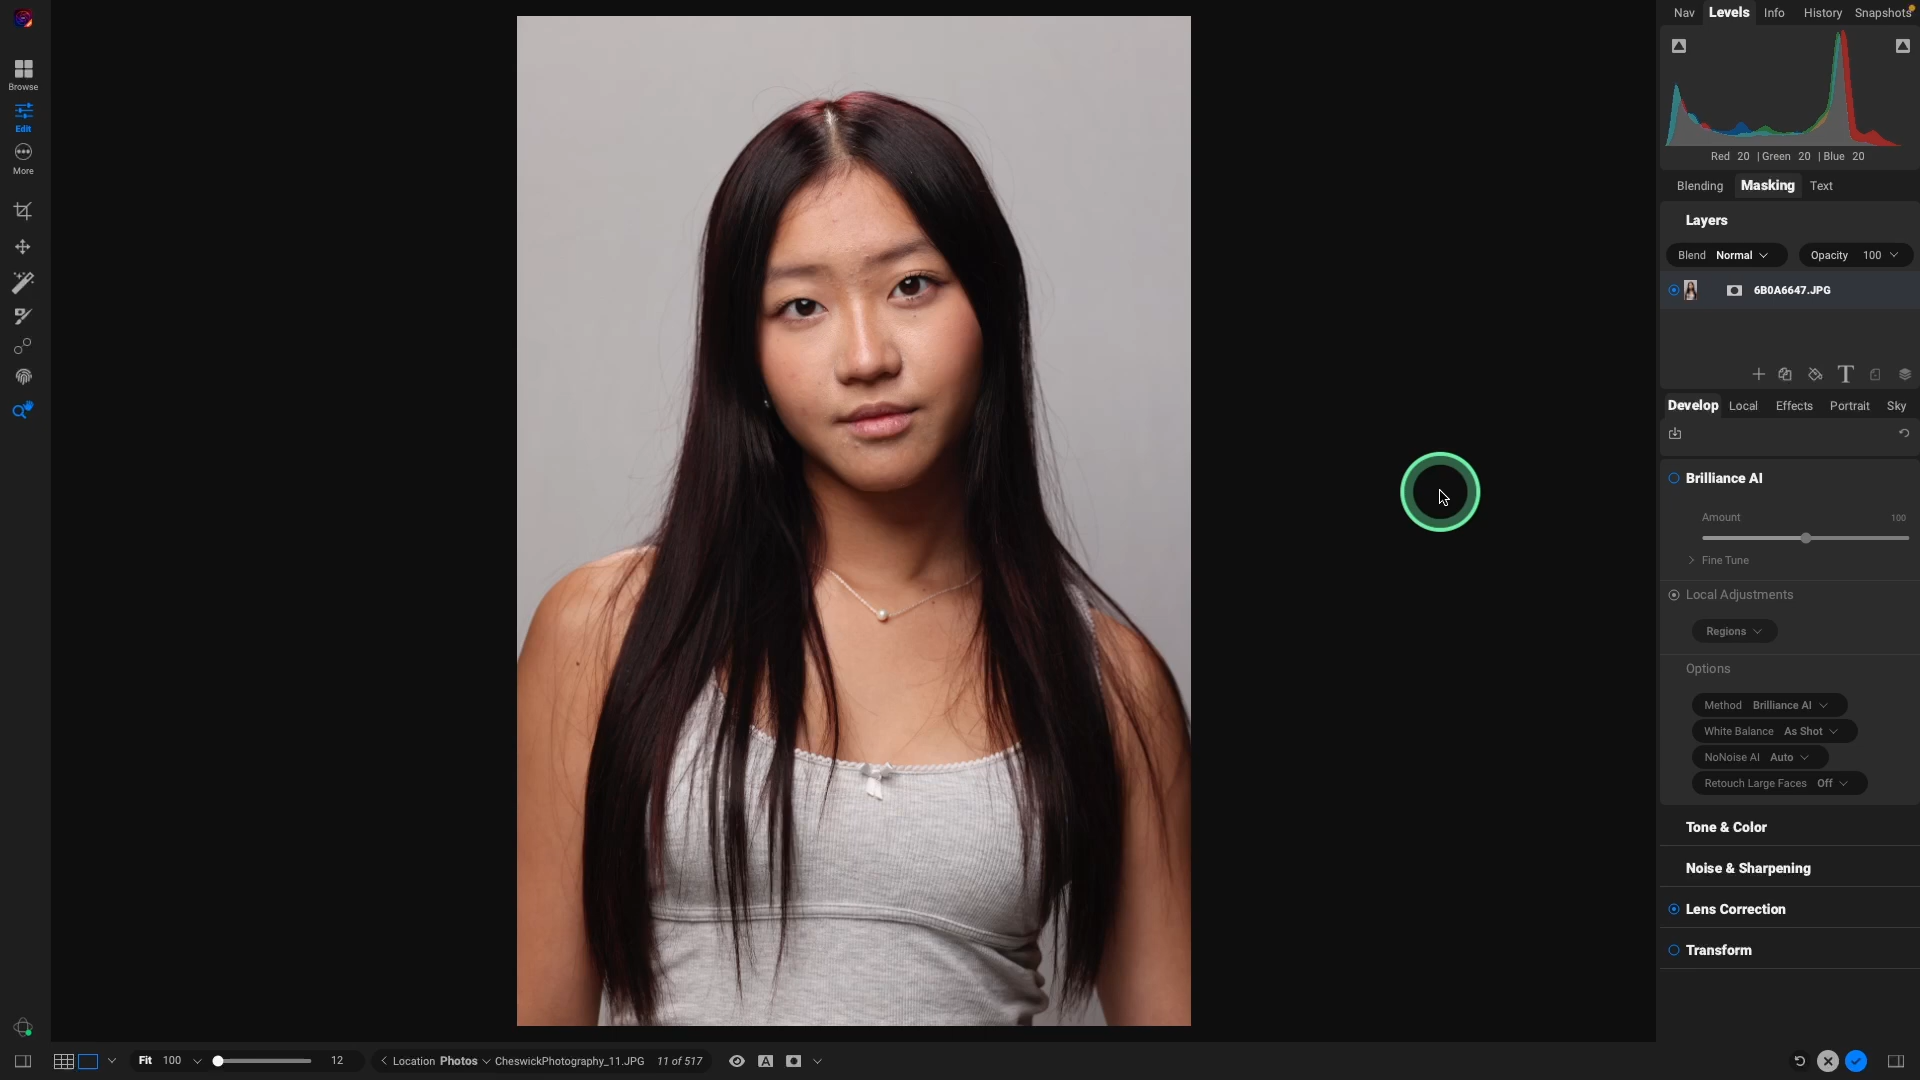 Nav Levels Info History Snapshots
Red 20 | Green 20 | Blue 20
Blending Masking Text
Layers
Blend Normal Opacity 100
6B0A6647.JPG
T
Develop Local Effects Portrait Sky
Brilliance AI
Amount 100
Fine Tune
Local Adjustments
Regions
Options
Method Brilliance AI
White Balance As Shot
NoNoise AI Auto
Retouch Large Faces Off
Tone & Color
Noise & Sharpening
Lens Correction
Transform
Browse
Edit
More
Fit 100 12 Location Photos CheswickPhotography_11.JPG 11 of 517 A